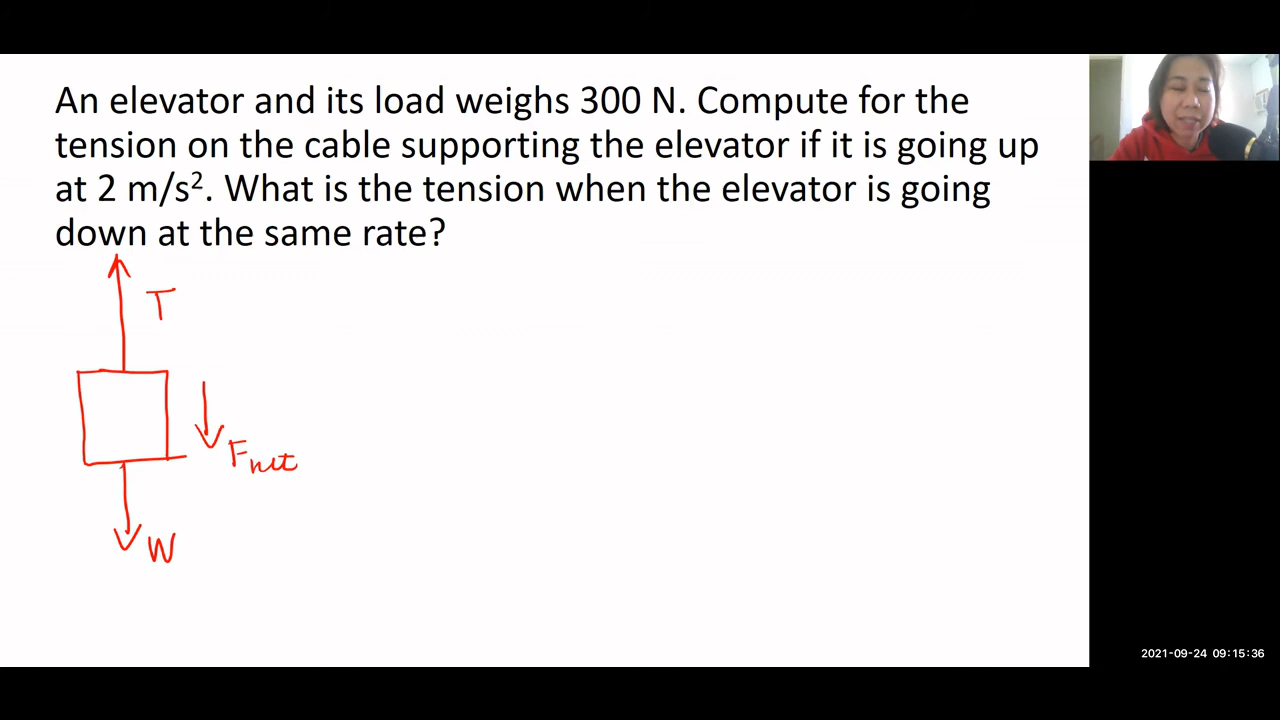 An elevator and its load weighs 300 N. Compute for the
tension on the cable supporting the elevator if it is going up
at 2 m/s². What is the tension when the elevator is going
down at the same rate?
T
Fnet
W
2021-09-24 09:15:36